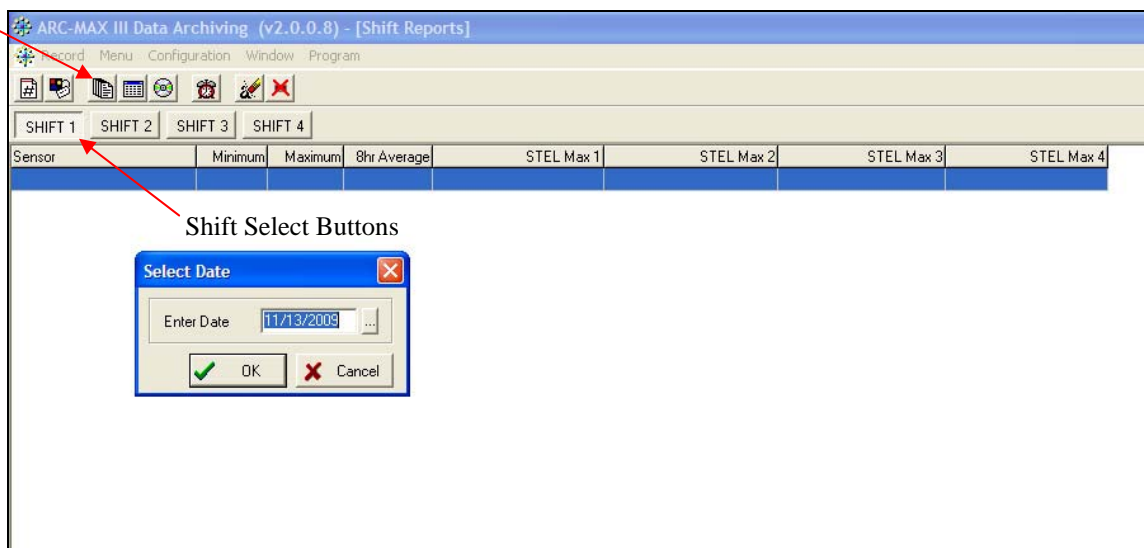 ARC-MAX III Data Archiving (v2.0.0.8) - [Shift Reports]
Record Menu Configuration Window Program
SHIFT 1 SHIFT 2 SHIFT 3 SHIFT 4
Sensor Minimum Maximum 8hr Average STEL Max 1 STEL Max 2 STEL Max 3 STEL Max 4
Shift Select Buttons
Select Date
Enter Date 11/13/2009 ...
OK Cancel